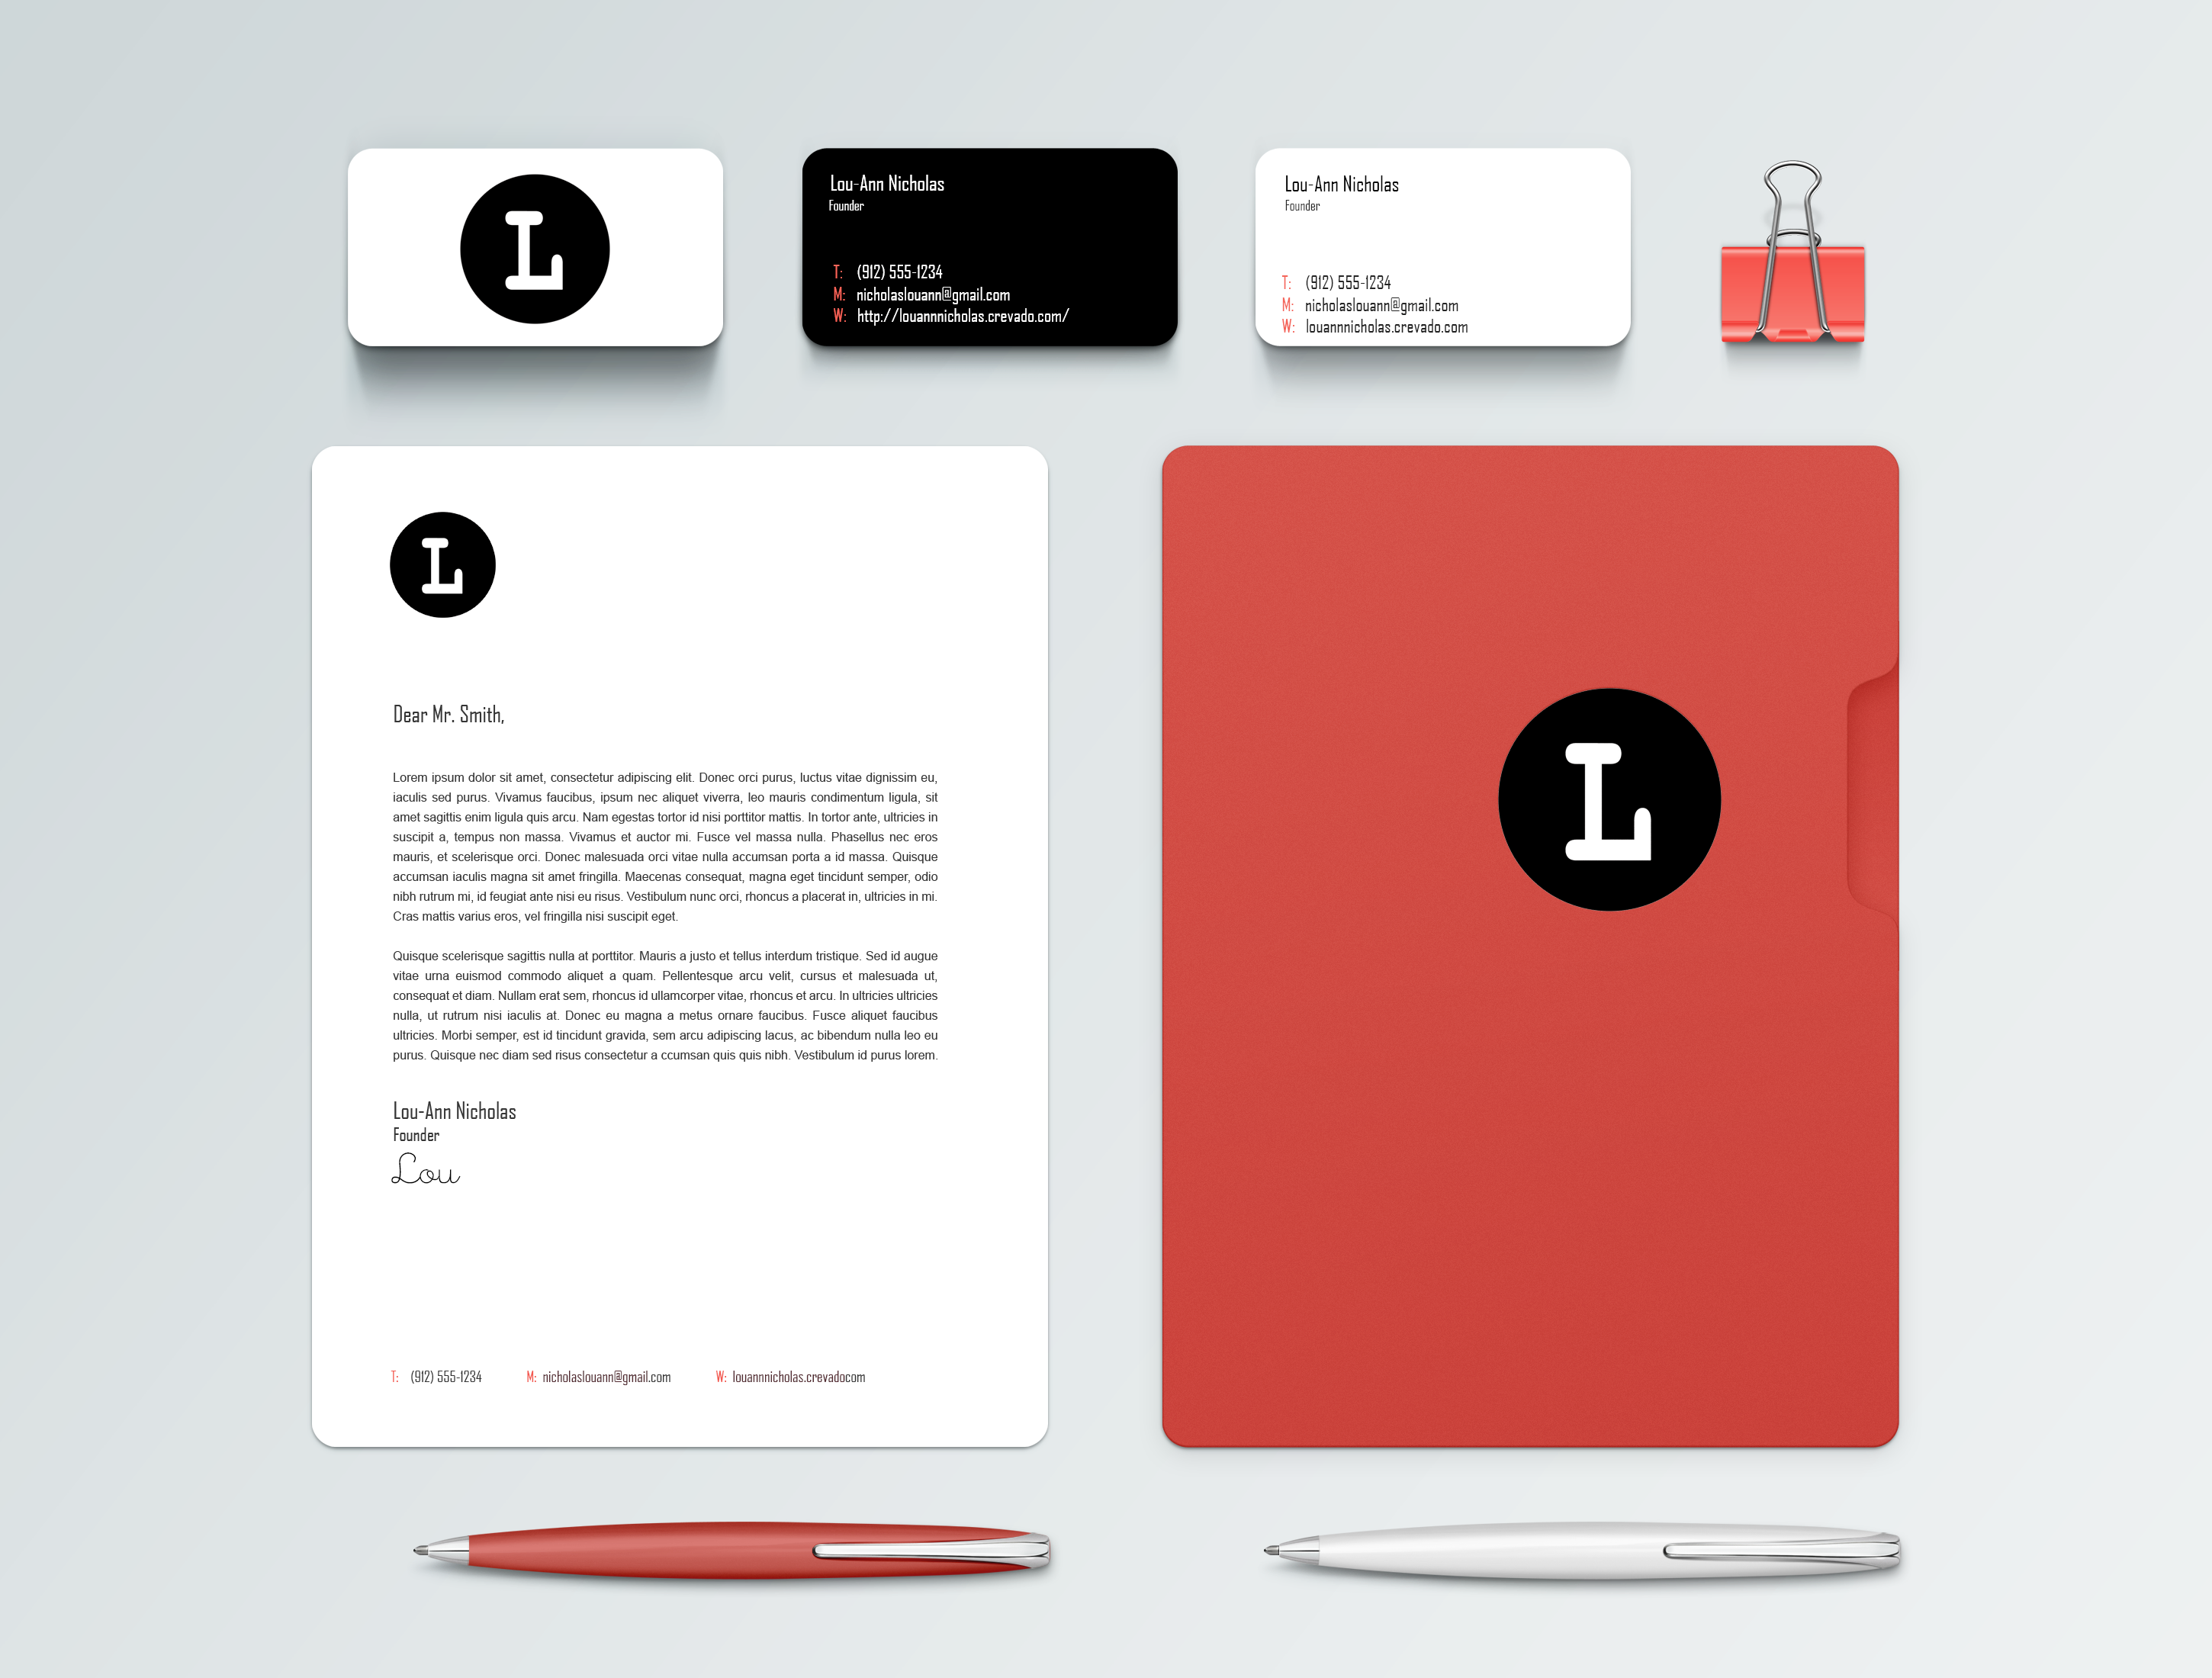 L
Lou-Ann Nicholas
Founder
T: (912) 555-1234
M: nicholaslouann@gmail.com
W: http://louannnicholas.crevado.com/
Lou-Ann Nicholas
Founder
T: (912) 555-1234
M: nicholaslouann@gmail.com
W: louannnicholas.crevado.com
L
Dear Mr. Smith,
Lorem ipsum dolor sit amet, consectetur adipiscing elit. Donec orci purus, luctus vitae dignissim eu,
iaculis sed purus. Vivamus faucibus, ipsum nec aliquet viverra, leo mauris condimentum ligula, sit
amet sagittis enim ligula quis arcu. Nam egestas tortor id nisi porttitor mattis. In tortor ante, ultricies in
suscipit a, tempus non massa. Vivamus et auctor mi. Fusce vel massa nulla. Phasellus nec eros
mauris, et scelerisque orci. Donec malesuada orci vitae nulla accumsan porta a id massa. Quisque
accumsan iaculis magna sit amet fringilla. Maecenas consequat, magna eget tincidunt semper, odio
nibh rutrum mi, id feugiat ante nisi eu risus. Vestibulum nunc orci, rhoncus a placerat in, ultricies in mi.
Cras mattis varius eros, vel fringilla nisi suscipit eget.
Quisque scelerisque sagittis nulla at porttitor. Mauris a justo et tellus interdum tristique. Sed id augue
vitae urna euismod commodo aliquet a quam. Pellentesque arcu velit, cursus et malesuada ut,
consequat et diam. Nullam erat sem, rhoncus id ullamcorper vitae, rhoncus et arcu. In ultricies ultricies
nulla, ut rutrum nisi iaculis at. Donec eu magna a metus ornare faucibus. Fusce aliquet faucibus
ultricies. Morbi semper, est id tincidunt gravida, sem arcu adipiscing lacus, ac bibendum nulla leo eu
purus. Quisque nec diam sed risus consectetur a ccumsan quis quis nibh. Vestibulum id purus lorem.
Lou-Ann Nicholas
Founder
Lou
T: (912) 555-1234 M: nicholaslouann@gmail.com W: louannnicholas.crevadocom
L